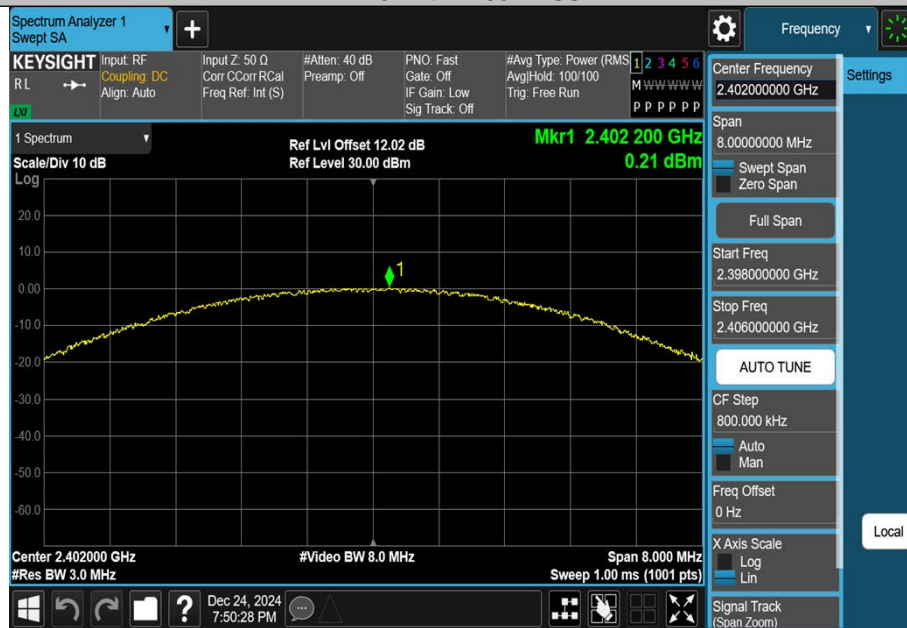 Spectrum Analyzer 1
Swept SA
+
Frequency
KEYSIGHT
R L
LXI
Input: RF
Coupling: DC
Align: Auto
Input Z: 50 Ω
Corr CCorr RCal
Freq Ref: Int (S)
#Atten: 40 dB
Preamp: Off
PNO: Fast
Gate: Off
IF Gain: Low
Sig Track: Off
#Avg Type: Power (RMS
Avg|Hold: 100/100
Trig: Free Run
1 2 3 4 5 6
M W W W W W
P P P P P P
1 Spectrum
Scale/Div 10 dB
Log
Ref Lvl Offset 12.02 dB
Ref Level 30.00 dBm
Mkr1 2.402 200 GHz
0.21 dBm
20.0
10.0
0.00
-10.0
-20.0
-30.0
-40.0
-50.0
-60.0
1
Center 2.402000 GHz
#Res BW 3.0 MHz
#Video BW 8.0 MHz
Span 8.000 MHz
Sweep 1.00 ms (1001 pts)
?
Dec 24, 2024
7:50:28 PM
Center Frequency
2.402000000 GHz
Span
8.00000000 MHz
Swept Span
Zero Span
Full Span
Start Freq
2.398000000 GHz
Stop Freq
2.406000000 GHz
AUTO TUNE
CF Step
800.000 kHz
Auto
Man
Freq Offset
0 Hz
X Axis Scale
Log
Lin
Signal Track
(Span Zoom)
Settings
Local